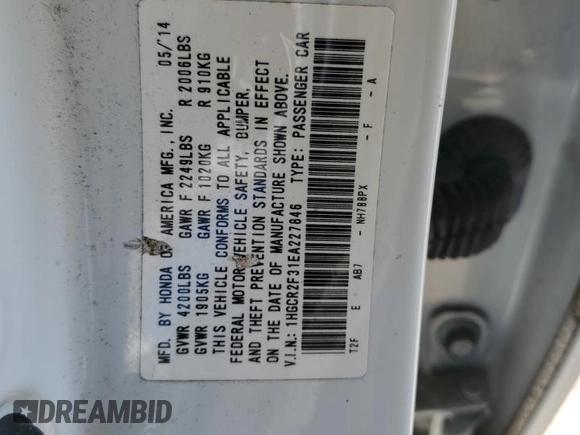 MFD. BY HONDA OF AMERICA MFG., INC. 05/'14
GVWR 4200LBS GAWR F 2249LBS R 2006LBS
GVWR 1905KG GAWR F 1020KG R 910KG
THIS VEHICLE CONFORMS TO ALL APPLICABLE
FEDERAL MOTOR VEHICLE SAFETY, BUMPER,
AND THEFT PREVENTION STANDARDS IN EFFECT
ON THE DATE OF MANUFACTURE SHOWN ABOVE.
V.I.N.: 1HGCR2F31EA227846 TYPE: PASSENGER CAR
T2F E AB7 - NH788PX - F - A
DREAMBID